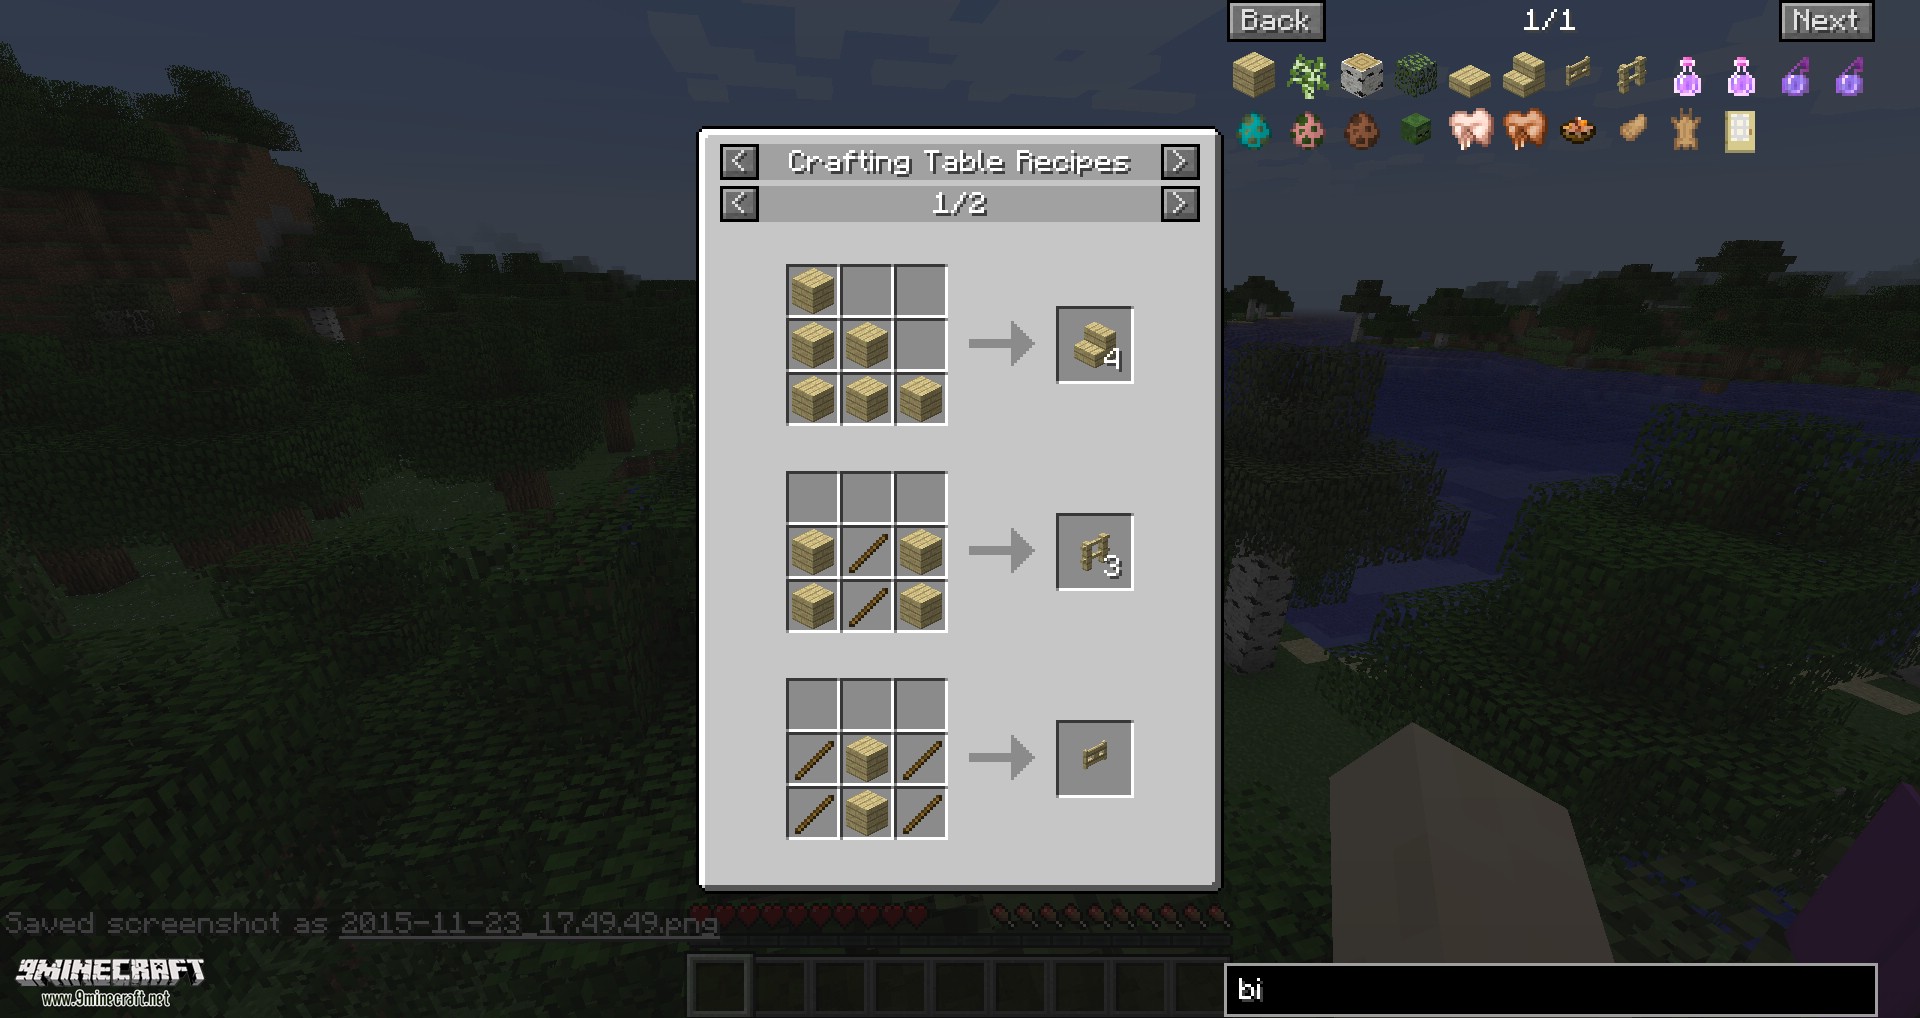 Back 1/1 Next
< Crafting Table Recipes >
< 1/2 >
4
3
Saved screenshot as 2015-11-23_17.49.49.png
9MINECRAFT
www.9minecraft.net
bi